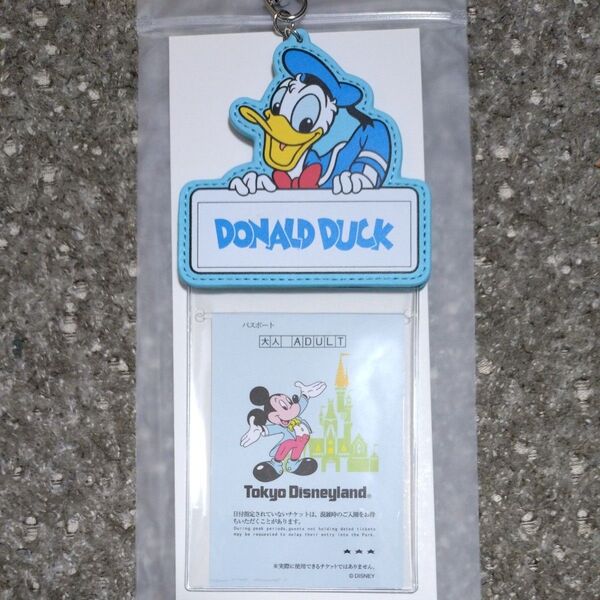 DONALD DUCK
パスポート
大人 ADULT
Tokyo Disneyland®
日付指定されていないチケットは、混雑時のご入園をお待
ちいただくことがあります。
During peak periods,guests not holding dated tickets
may be requested to delay their entry into the Park.
★★★
※実際に使用できるチケットではありません。
© DISNEY